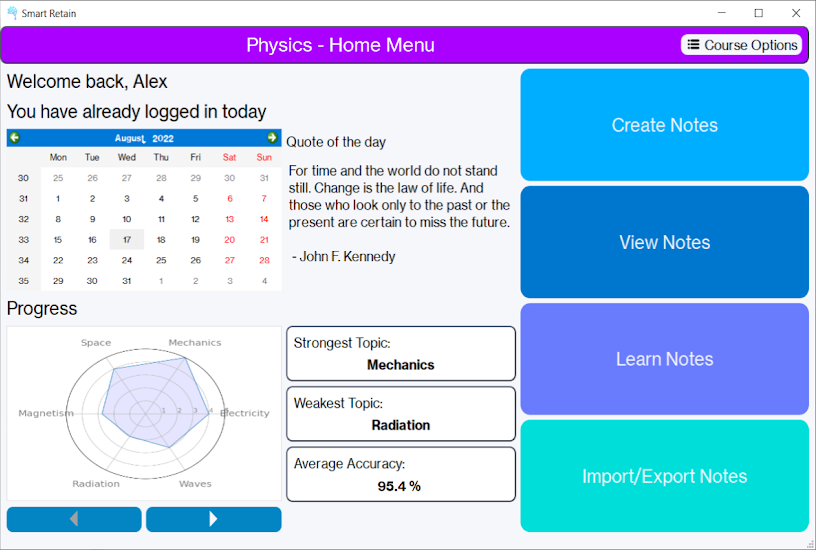 Smart Retain
Physics - Home Menu
Course Options
Welcome back, Alex
You have already logged in today
August, 2022
Mon Tue Wed Thu Fri Sat Sun
30 25 26 27 28 29 30 31
31 1 2 3 4 5 6 7
32 8 9 10 11 12 13 14
33 15 16 17 18 19 20 21
34 22 23 24 25 26 27 28
35 29 30 31 1 2 3 4
Quote of the day
For time and the world do not stand
still. Change is the law of life. And
those who look only to the past or the
present are certain to miss the future.
- John F. Kennedy
Progress
Space
Mechanics
Magnetism
1 2 3 4
Electricity
Radiation
Waves
Strongest Topic:
Mechanics
Weakest Topic:
Radiation
Average Accuracy:
95.4 %
Create Notes
View Notes
Learn Notes
Import/Export Notes